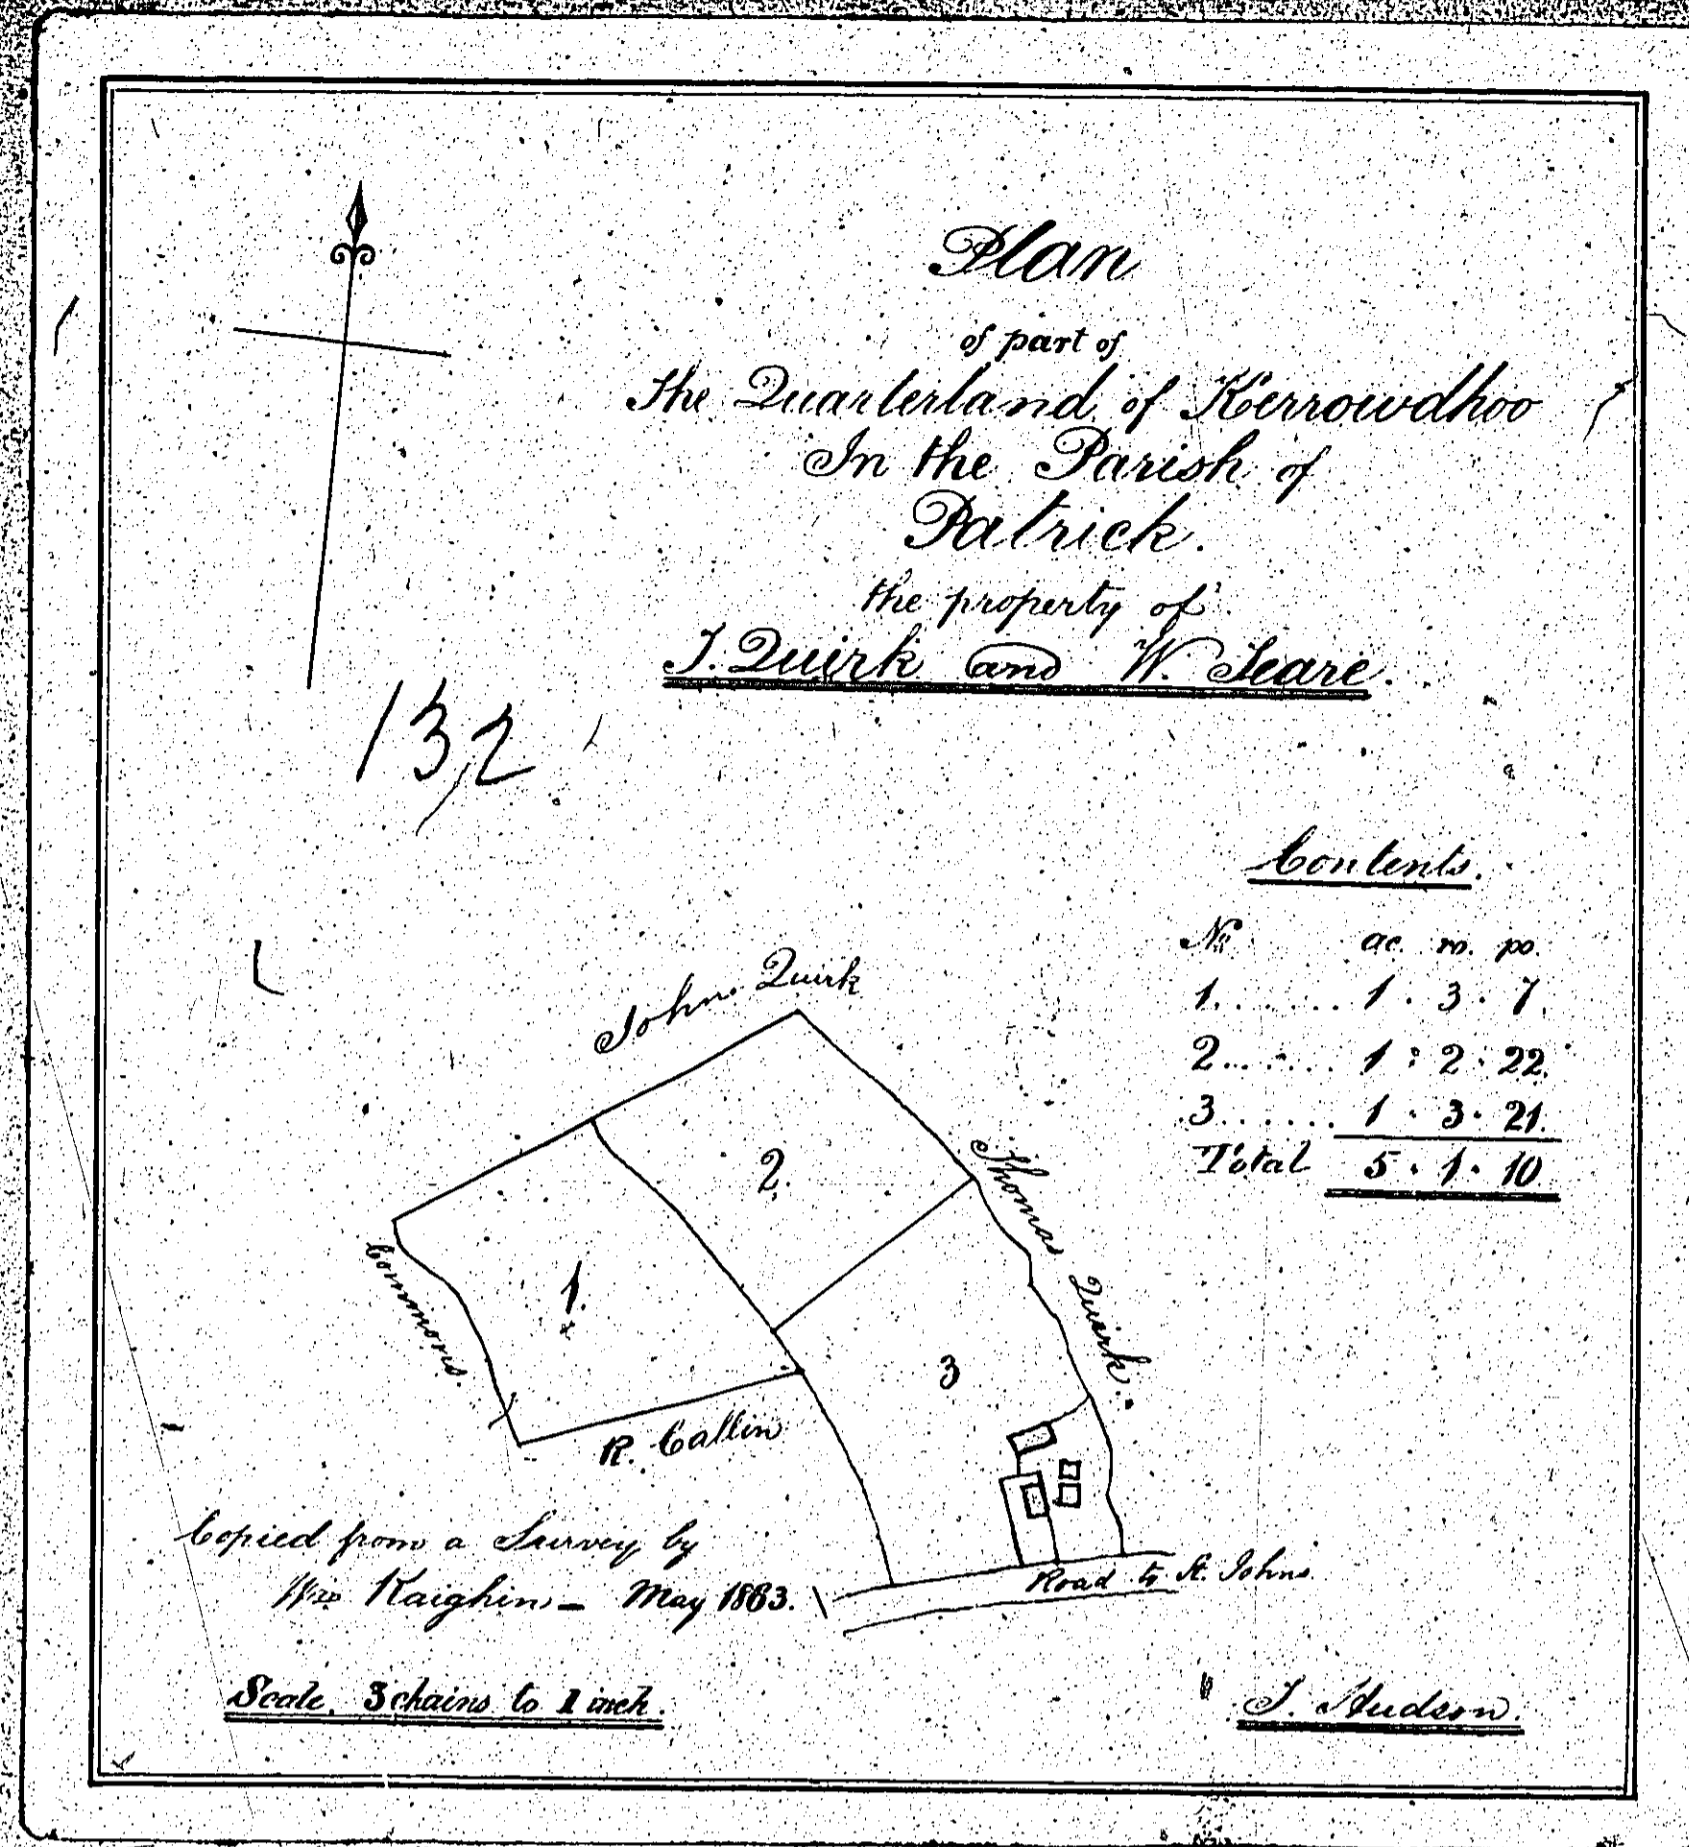 Plan
of part of
The Quarterland of Kerrowdhoo
In the Parish of
Patrick.
the property of
J. Quirk and W. Teare.
132
Contents.
No ac. ro. po.
1....... 1 . 3 . 7.
2....... 1 : 2 . 22.
3....... 1 . 3 . 21.
Total 5 . 1 . 10
John Quirk
Thomas Quirk.
Commons.
R. Callin
1.
2.
3
Road to St. Johns
Copied from a Survey by
Wm Kaighin – May 1863.
Scale. 3 chains to 1 inch.
J. Hudson.